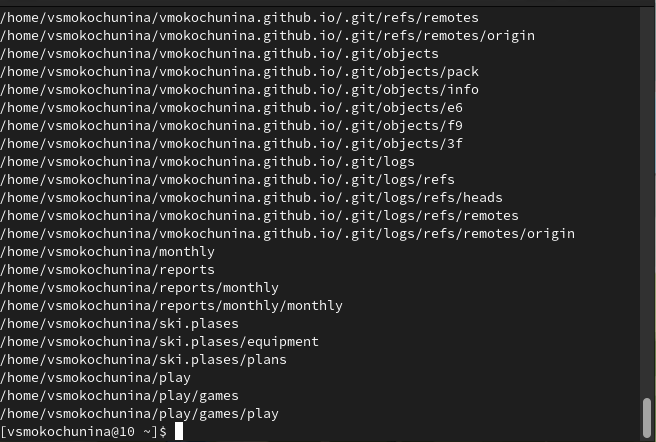 /home/vsmokochunina/vmokochunina.github.io/.git/refs/remotes
/home/vsmokochunina/vmokochunina.github.io/.git/refs/remotes/origin
/home/vsmokochunina/vmokochunina.github.io/.git/objects
/home/vsmokochunina/vmokochunina.github.io/.git/objects/pack
/home/vsmokochunina/vmokochunina.github.io/.git/objects/info
/home/vsmokochunina/vmokochunina.github.io/.git/objects/e6
/home/vsmokochunina/vmokochunina.github.io/.git/objects/f9
/home/vsmokochunina/vmokochunina.github.io/.git/objects/3f
/home/vsmokochunina/vmokochunina.github.io/.git/logs
/home/vsmokochunina/vmokochunina.github.io/.git/logs/refs
/home/vsmokochunina/vmokochunina.github.io/.git/logs/refs/heads
/home/vsmokochunina/vmokochunina.github.io/.git/logs/refs/remotes
/home/vsmokochunina/vmokochunina.github.io/.git/logs/refs/remotes/origin
/home/vsmokochunina/monthly
/home/vsmokochunina/reports
/home/vsmokochunina/reports/monthly
/home/vsmokochunina/reports/monthly/monthly
/home/vsmokochunina/ski.plases
/home/vsmokochunina/ski.plases/equipment
/home/vsmokochunina/ski.plases/plans
/home/vsmokochunina/play
/home/vsmokochunina/play/games
/home/vsmokochunina/play/games/play
[vsmokochunina@10 ~]$